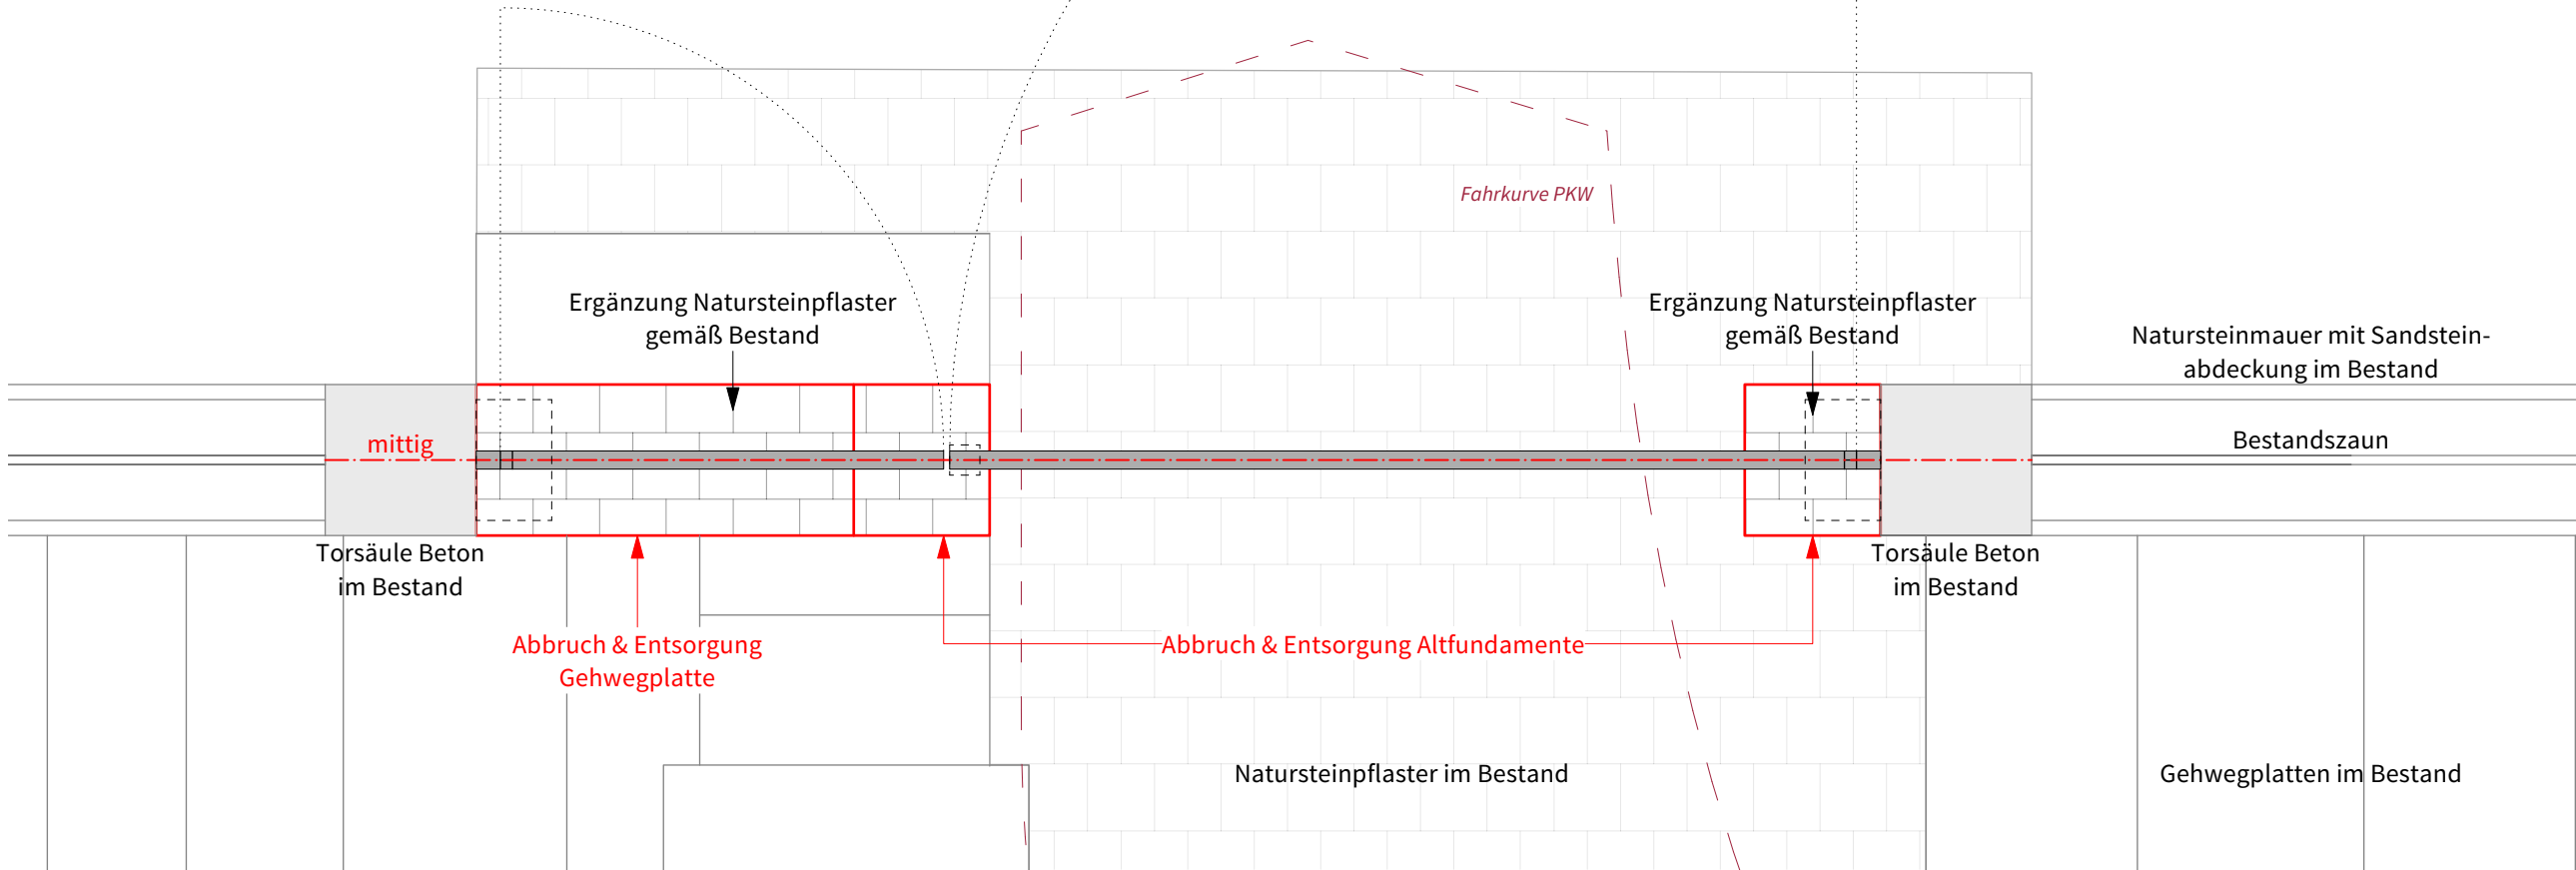 Fahrkurve PKW
Ergänzung Natursteinpflaster
gemäß Bestand
Ergänzung Natursteinpflaster
gemäß Bestand
Natursteinmauer mit Sandstein-
abdeckung im Bestand
mittig
Bestandszaun
Torsäule Beton
im Bestand
Torsäule Beton
im Bestand
Abbruch & Entsorgung
Gehwegplatte
Abbruch & Entsorgung Altfundamente
Natursteinpflaster im Bestand
Gehwegplatten im Bestand